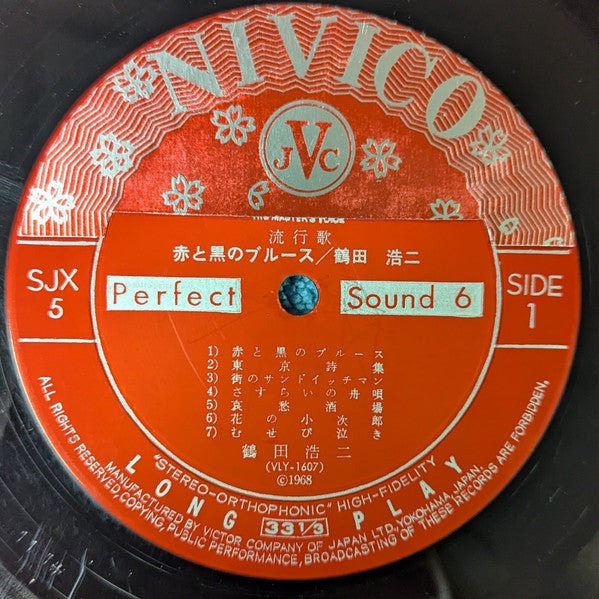 NIVICO
JVC
流行歌
赤と黒のブルース/鶴田 浩二
SJX
5
Perfect Sound 6
SIDE
1
1) 赤と黒のブルース
2) 東京詩集
3) 街のサンドイッチマン
4) さすらいの舟唄
5) 哀愁酒場
6) 花の小次郎
7) むせび泣き
鶴田浩二
(VLY-1607)
©1968
"STEREO-ORTHOPHONIC" HIGH-FIDELITY
LONG 33 1/3 PLAY
ALL RIGHTS RESERVED. MANUFACTURED BY VICTOR COMPANY OF JAPAN LTD, YOKOHAMA, JAPAN.
COPYING, PUBLIC PERFORMANCE, BROADCASTING OF THESE RECORDS ARE FORBIDDEN.